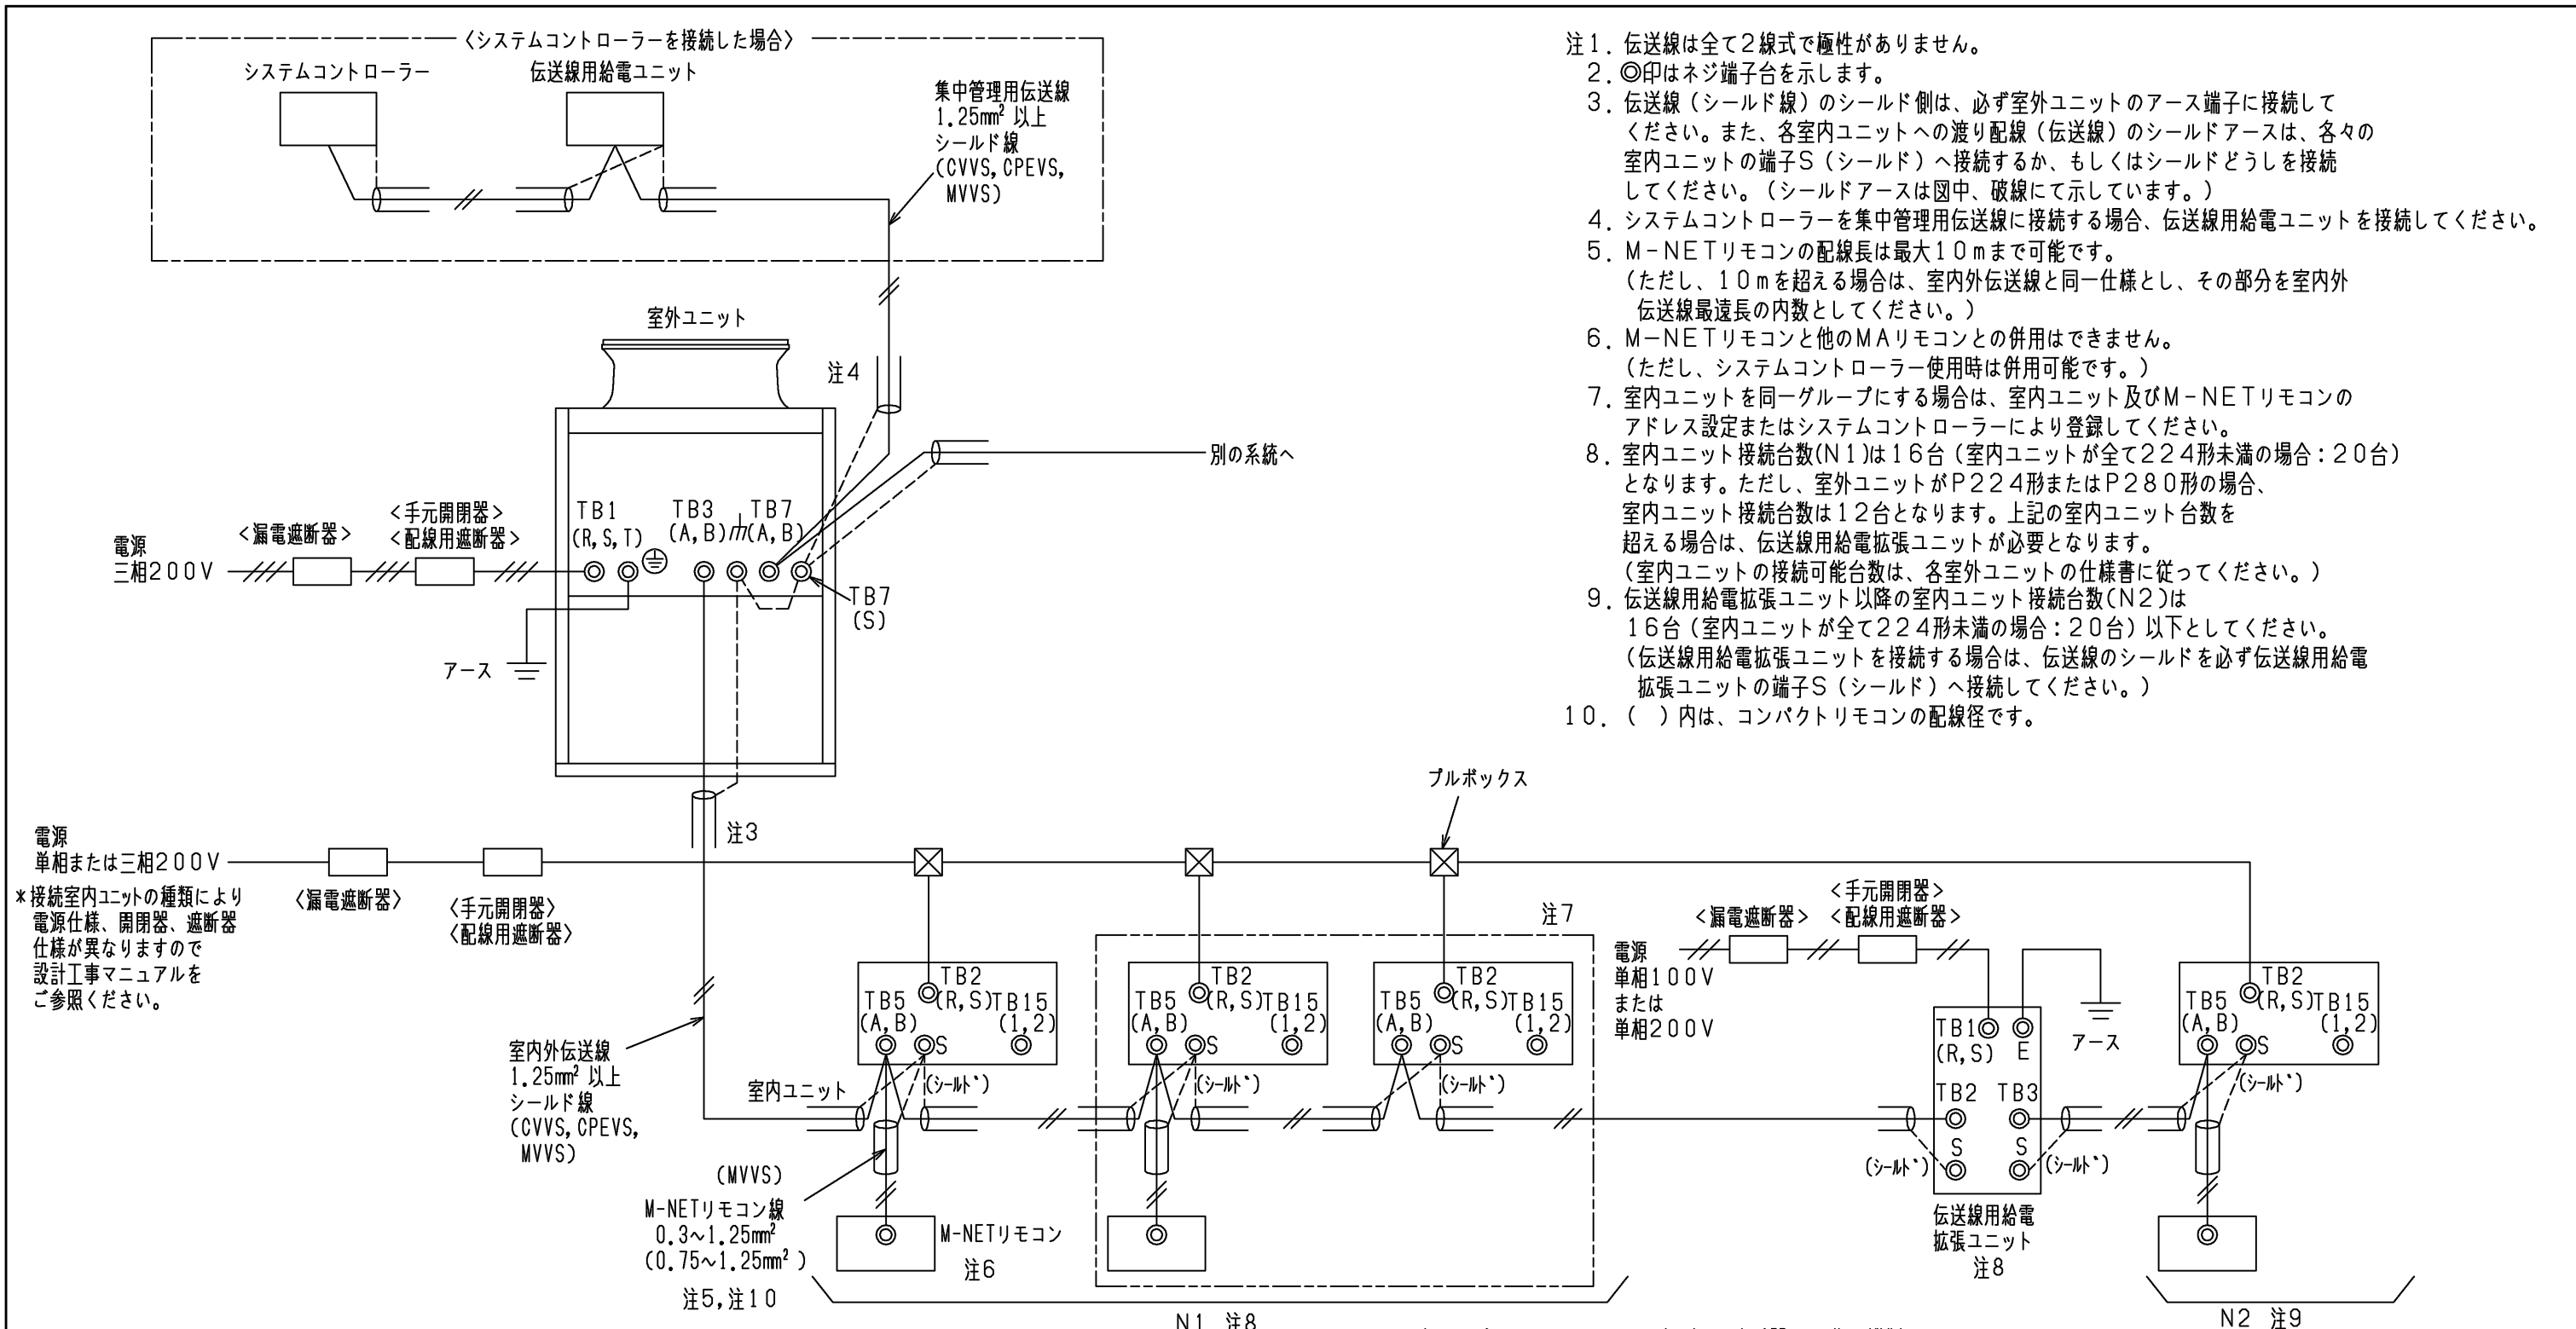 〈システムコントローラーを接続した場合〉
システムコントローラー
伝送線用給電ユニット
集中管理用伝送線
1.25mm² 以上
シールド線
(CVVS,CPEVS,
MVVS)
室外ユニット
注4
別の系統へ
TB1
(R,S,T)
TB3
(A,B)
TB7
(A,B)
TB7
(S)
電源
三相200V
<漏電遮断器>
<手元開閉器>
<配線用遮断器>
アース
注3
注1. 伝送線は全て2線式で極性がありません。
2. ◎印はネジ端子台を示します。
3. 伝送線（シールド線）のシールド側は、必ず室外ユニットのアース端子に接続して
ください。また、各室内ユニットへの渡り配線（伝送線）のシールドアースは、各々の
室内ユニットの端子S（シールド）へ接続するか、もしくはシールドどうしを接続
してください。（シールドアースは図中、破線にて示しています。）
4. システムコントローラーを集中管理用伝送線に接続する場合、伝送線用給電ユニットを接続してください。
5. M-NETリモコンの配線長は最大10mまで可能です。
（ただし、10mを超える場合は、室内外伝送線と同一仕様とし、その部分を室内外
伝送線最遠長の内数としてください。）
6. M-NETリモコンと他のMAリモコンとの併用はできません。
（ただし、システムコントローラー使用時は併用可能です。）
7. 室内ユニットを同一グループにする場合は、室内ユニット及びM-NETリモコンの
アドレス設定またはシステムコントローラーにより登録してください。
8. 室内ユニット接続台数(N1)は16台（室内ユニットが全て224形未満の場合：20台）
となります。ただし、室外ユニットがP224形またはP280形の場合、
室内ユニット接続台数は12台となります。上記の室内ユニット台数を
超える場合は、伝送線用給電拡張ユニットが必要となります。
（室内ユニットの接続可能台数は、各室外ユニットの仕様書に従ってください。）
9. 伝送線用給電拡張ユニット以降の室内ユニット接続台数(N2)は
16台（室内ユニットが全て224形未満の場合：20台）以下としてください。
（伝送線用給電拡張ユニットを接続する場合は、伝送線のシールドを必ず伝送線用給電
拡張ユニットの端子S（シールド）へ接続してください。）
10. （ ）内は、コンパクトリモコンの配線径です。
プルボックス
電源
単相または三相200V
*接続室内ユニットの種類により
電源仕様、開閉器、遮断器
仕様が異なりますので
設計工事マニュアルを
ご参照ください。
〈漏電遮断器〉
〈手元開閉器〉
〈配線用遮断器〉
室内外伝送線
1.25mm² 以上
シールド線
(CVVS,CPEVS,
MVVS)
室内ユニット
TB2
(R,S)
TB5
(A,B)
TB15
(1,2)
S
(シールド)
TB2
(R,S)
TB5
(A,B)
TB15
(1,2)
S
(シールド)
TB2
(R,S)
TB5
(A,B)
TB15
(1,2)
S
(シールド)
注7
電源
単相100V
または
単相200V
<漏電遮断器>
<手元開閉器>
<配線用遮断器>
アース
TB1
(R,S)
E
TB2
TB3
S
S
(シールド)
(シールド)
伝送線用給電
拡張ユニット
注8
TB2
(R,S)
TB5
(A,B)
TB15
(1,2)
S
(シールド)
(MVVS)
M-NETリモコン線
0.3~1.25mm²
(0.75~1.25mm² )
注5,注10
M-NETリモコン
注6
N1 注8
N2 注9